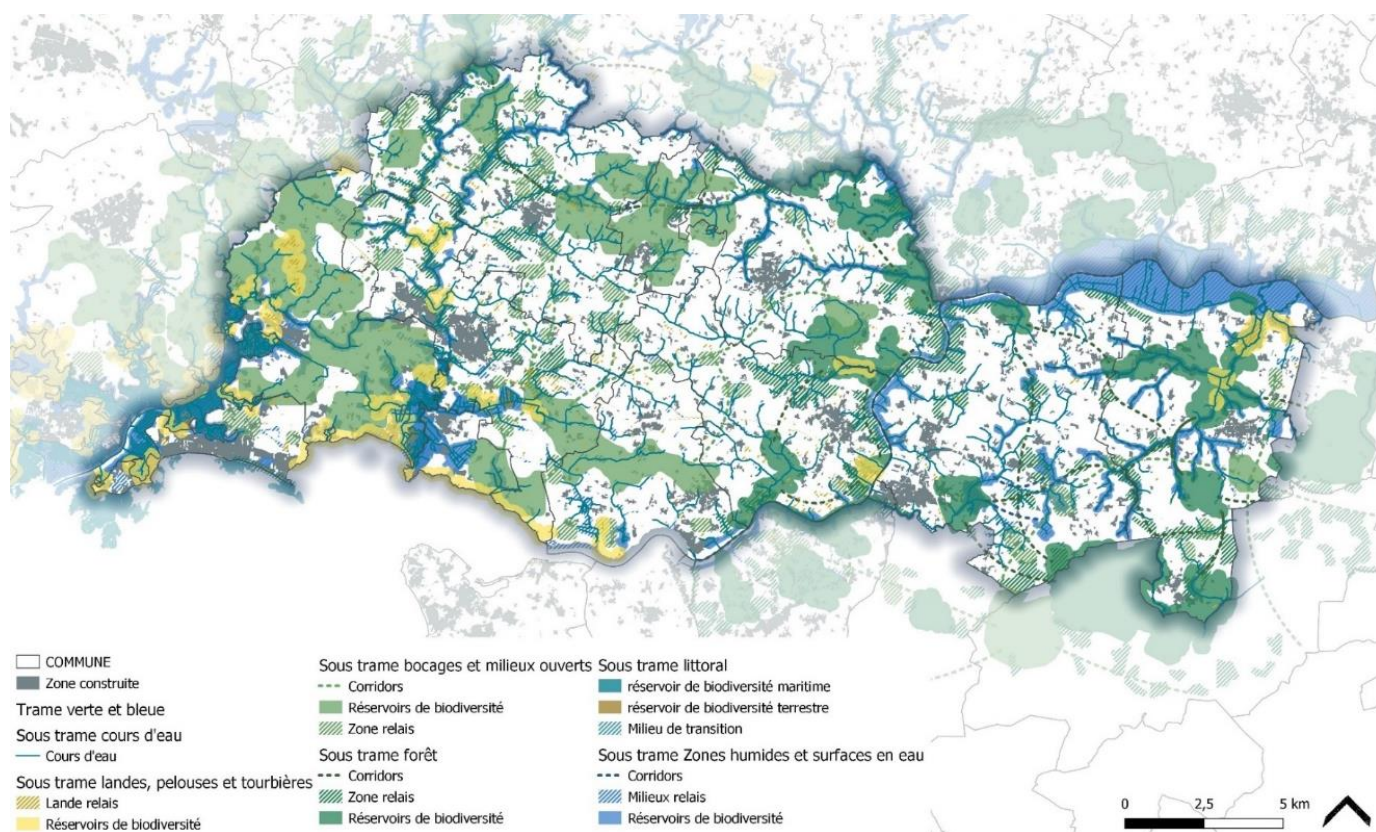 COMMUNE
Zone construite
Trame verte et bleue
Sous trame cours d'eau
Cours d'eau
Sous trame landes, pelouses et tourbières
Lande relais
Réservoirs de biodiversité
Sous trame bocages et milieux ouverts
Corridors
Réservoirs de biodiversité
Zone relais
Sous trame forêt
Corridors
Zone relais
Réservoirs de biodiversité
Sous trame littoral
réservoir de biodiversité maritime
réservoir de biodiversité terrestre
Milieu de transition
Sous trame Zones humides et surfaces en eau
Corridors
Milieux relais
Réservoirs de biodiversité
0 2,5 5 km